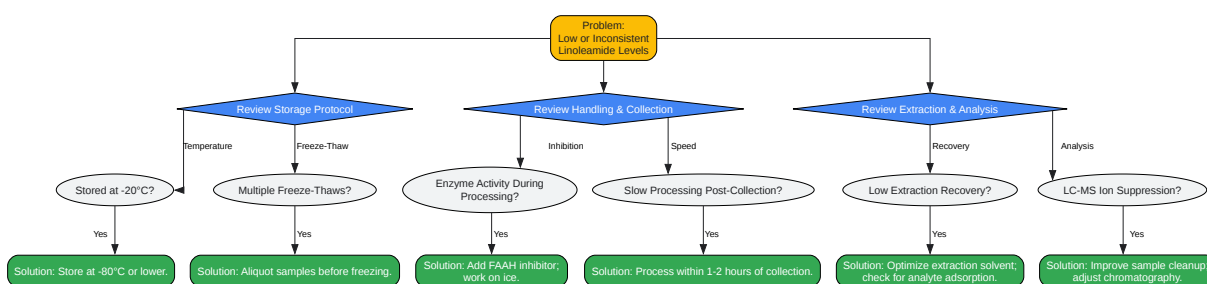 Problem:
Low or Inconsistent
Linoleamide Levels
Review Storage Protocol
Review Handling & Collection
Review Extraction & Analysis
Temperature
Freeze-Thaw
Inhibition
Speed
Recovery
Analysis
Stored at -20°C?
Multiple Freeze-Thaws?
Enzyme Activity During
Processing?
Slow Processing Post-Collection?
Low Extraction Recovery?
LC-MS Ion Suppression?
Yes
Yes
Yes
Yes
Yes
Yes
Solution: Store at -80°C or lower.
Solution: Aliquot samples before freezing.
Solution: Add FAAH inhibitor;
work on ice.
Solution: Process within 1-2 hours of collection.
Solution: Optimize extraction solvent;
check for analyte adsorption.
Solution: Improve sample cleanup;
adjust chromatography.